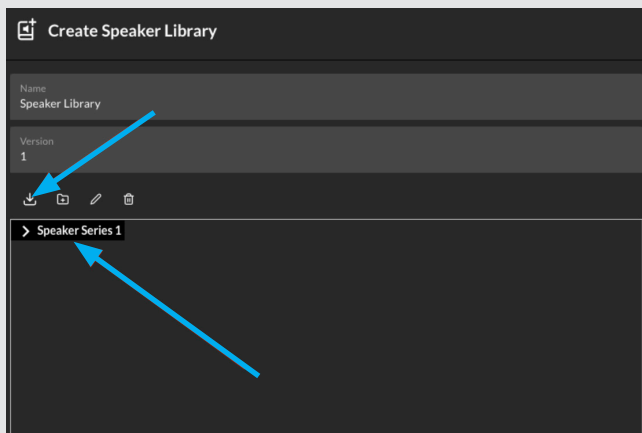 Create Speaker Library
Name
Speaker Library
Version
1
Speaker Series 1